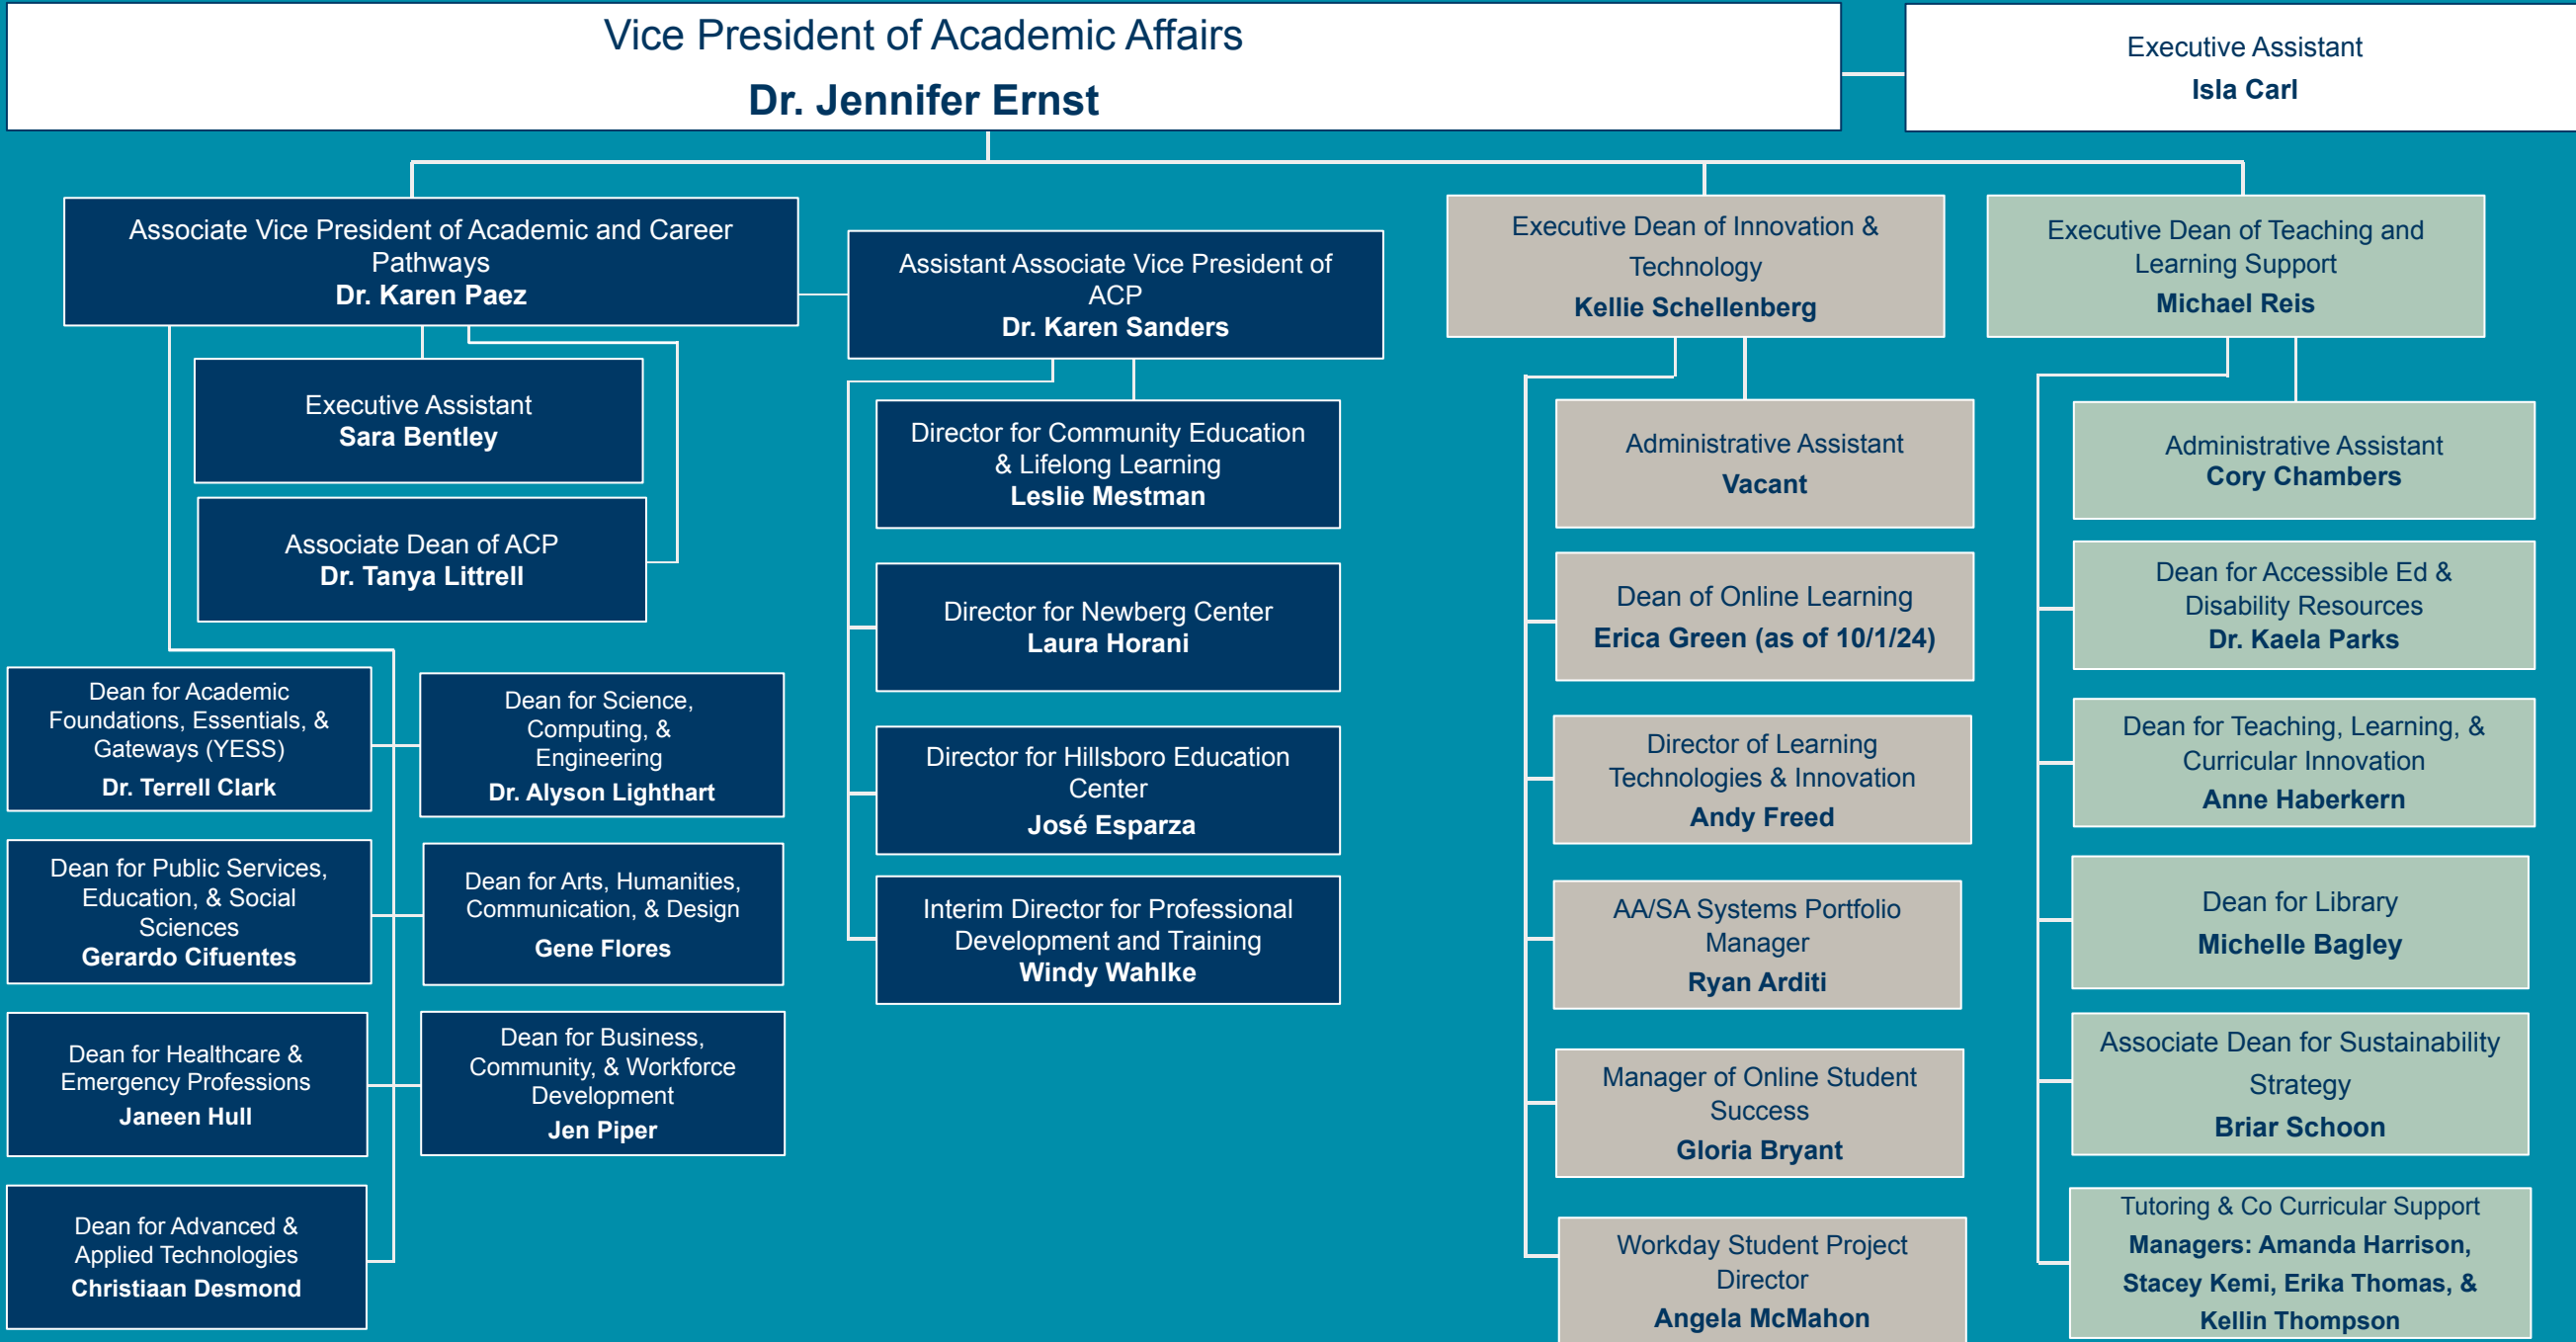 Vice President of Academic Affairs
Dr. Jennifer Ernst
Executive Assistant
Isla Carl
Associate Vice President of Academic and Career
Pathways
Dr. Karen Paez
Executive Assistant
Sara Bentley
Associate Dean of ACP
Dr. Tanya Littrell
Dean for Academic
Foundations, Essentials, &
Gateways (YESS)
Dr. Terrell Clark
Dean for Science,
Computing, &
Engineering
Dr. Alyson Lighthart
Dean for Public Services,
Education, & Social
Sciences
Gerardo Cifuentes
Dean for Arts, Humanities,
Communication, & Design
Gene Flores
Dean for Healthcare &
Emergency Professions
Janeen Hull
Dean for Business,
Community, & Workforce
Development
Jen Piper
Dean for Advanced &
Applied Technologies
Christiaan Desmond
Assistant Associate Vice President of
ACP
Dr. Karen Sanders
Director for Community Education
& Lifelong Learning
Leslie Mestman
Director for Newberg Center
Laura Horani
Director for Hillsboro Education
Center
José Esparza
Interim Director for Professional
Development and Training
Windy Wahlke
Executive Dean of Innovation &
Technology
Kellie Schellenberg
Administrative Assistant
Vacant
Dean of Online Learning
Erica Green (as of 10/1/24)
Director of Learning
Technologies & Innovation
Andy Freed
AA/SA Systems Portfolio
Manager
Ryan Arditi
Manager of Online Student
Success
Gloria Bryant
Workday Student Project
Director
Angela McMahon
Executive Dean of Teaching and
Learning Support
Michael Reis
Administrative Assistant
Cory Chambers
Dean for Accessible Ed &
Disability Resources
Dr. Kaela Parks
Dean for Teaching, Learning, &
Curricular Innovation
Anne Haberkern
Dean for Library
Michelle Bagley
Associate Dean for Sustainability
Strategy
Briar Schoon
Tutoring & Co Curricular Support
Managers: Amanda Harrison,
Stacey Kemi, Erika Thomas, &
Kellin Thompson